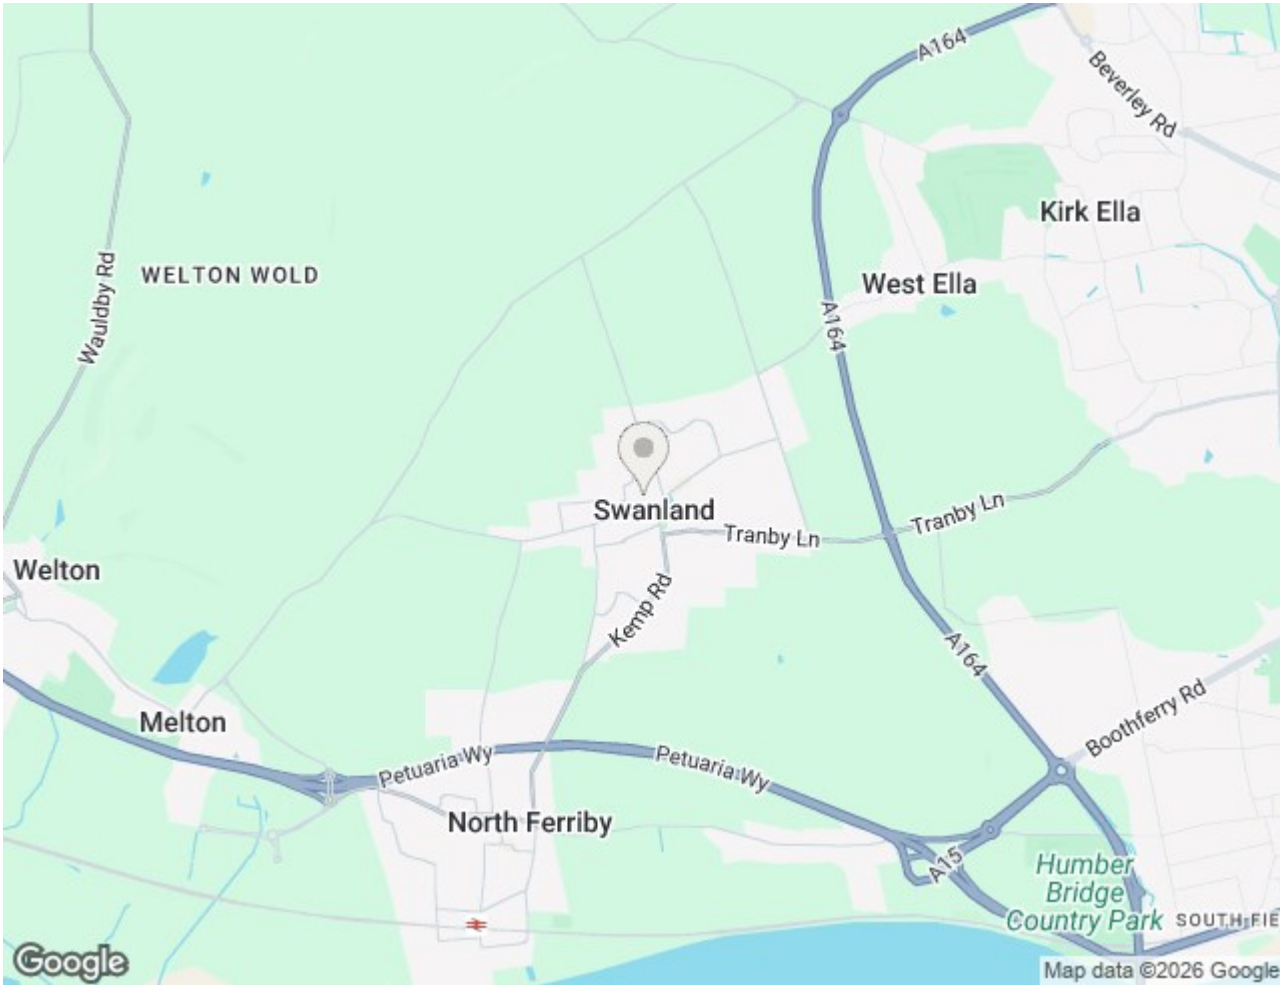 A164
Beverley Rd
Kirk Ella
Wauldby Rd
WELTON WOLD
West Ella
A164
Swanland
Tranby Ln
Tranby Ln
Welton
Kemp Rd
A164
Melton
Boothferry Rd
Petuaria Wy
Petuaria Wy
North Ferriby
A15
Humber
Bridge
Country Park
SOUTH FIE
Google
Map data ©2026 Google